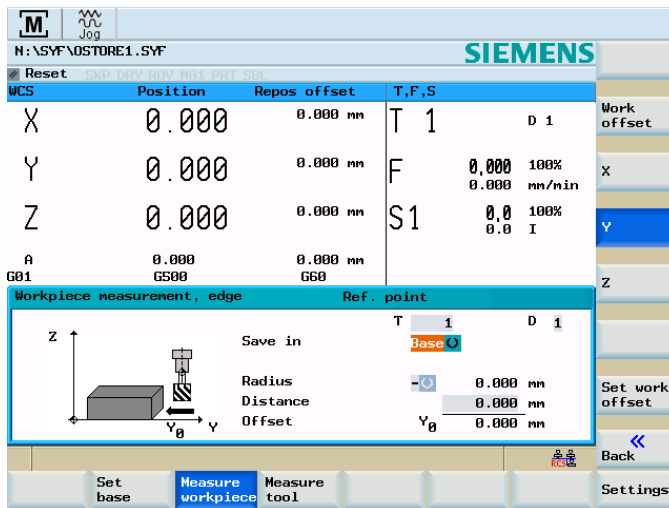 M
Jog
N:\SYF\OSTORE1.SYF
SIEMENS
Reset SKP DRY ROV M01 PRT SBL
WCS Position Repos offset T,F,S
X 0.000 0.000 mm T 1 D 1
Y 0.000 0.000 mm F 0,000 100%
0.000 mm/min
Z 0.000 0.000 mm S1 0,0 100%
0.0 I
A 0.000 0.000 mm
G01 G500 G60
Workpiece measurement, edge Ref. point
T 1 D 1
Z
Save in Base
Radius - 0.000 mm
Distance 0.000 mm
Y0 Y Offset Y0 0.000 mm
RCS
Work
offset
X
Y
Z
Set work
offset
«
Back
Set
base
Measure
workpiece
Measure
tool
Settings